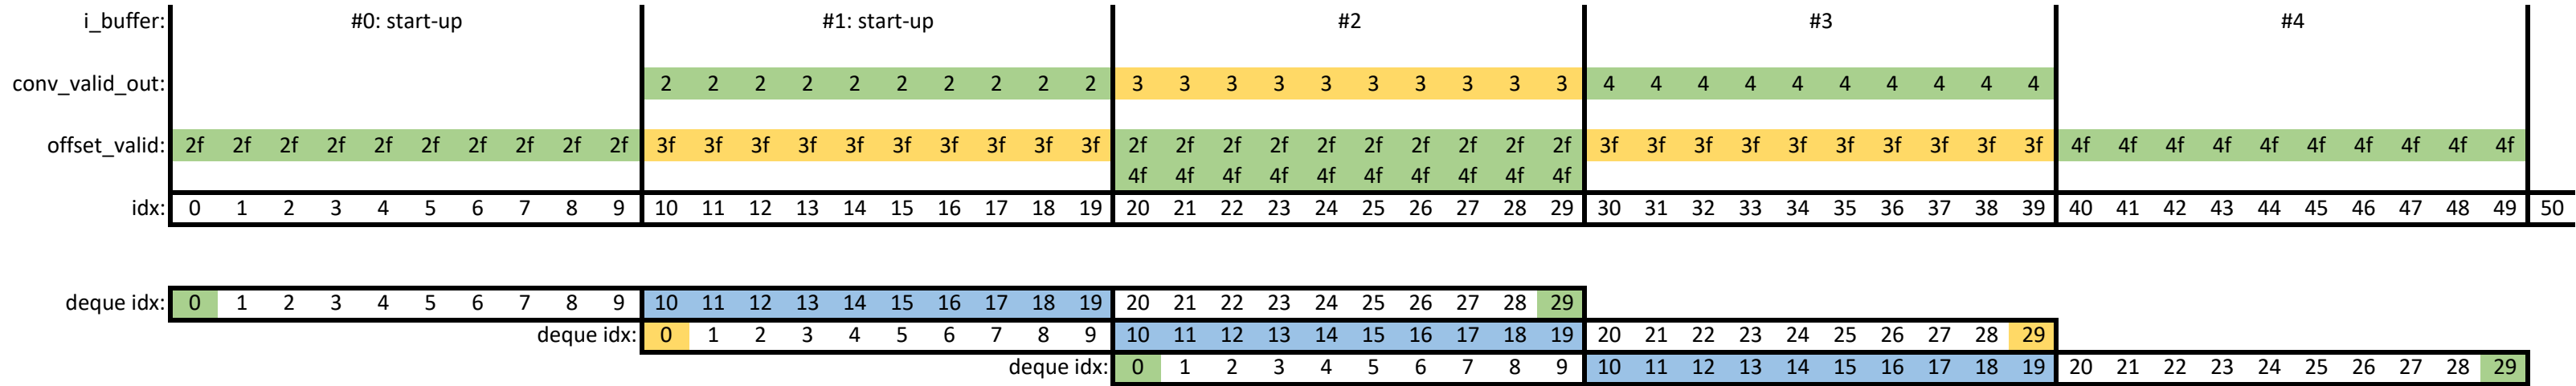 i_buffer: #0: start-up #1: start-up #2 #3 #4
conv_valid_out: 2 2 2 2 2 2 2 2 2 2 3 3 3 3 3 3 3 3 3 3 4 4 4 4 4 4 4 4 4 4
offset_valid: 2f 2f 2f 2f 2f 2f 2f 2f 2f 2f 3f 3f 3f 3f 3f 3f 3f 3f 3f 3f 2f 2f 2f 2f 2f 2f 2f 2f 2f 2f 3f 3f 3f 3f 3f 3f 3f 3f 3f 3f 4f 4f 4f 4f 4f 4f 4f 4f 4f 4f
4f 4f 4f 4f 4f 4f 4f 4f 4f 4f
idx: 0 1 2 3 4 5 6 7 8 9 10 11 12 13 14 15 16 17 18 19 20 21 22 23 24 25 26 27 28 29 30 31 32 33 34 35 36 37 38 39 40 41 42 43 44 45 46 47 48 49 50
deque idx: 0 1 2 3 4 5 6 7 8 9 10 11 12 13 14 15 16 17 18 19 20 21 22 23 24 25 26 27 28 29
deque idx: 0 1 2 3 4 5 6 7 8 9 10 11 12 13 14 15 16 17 18 19 20 21 22 23 24 25 26 27 28 29
deque idx: 0 1 2 3 4 5 6 7 8 9 10 11 12 13 14 15 16 17 18 19 20 21 22 23 24 25 26 27 28 29